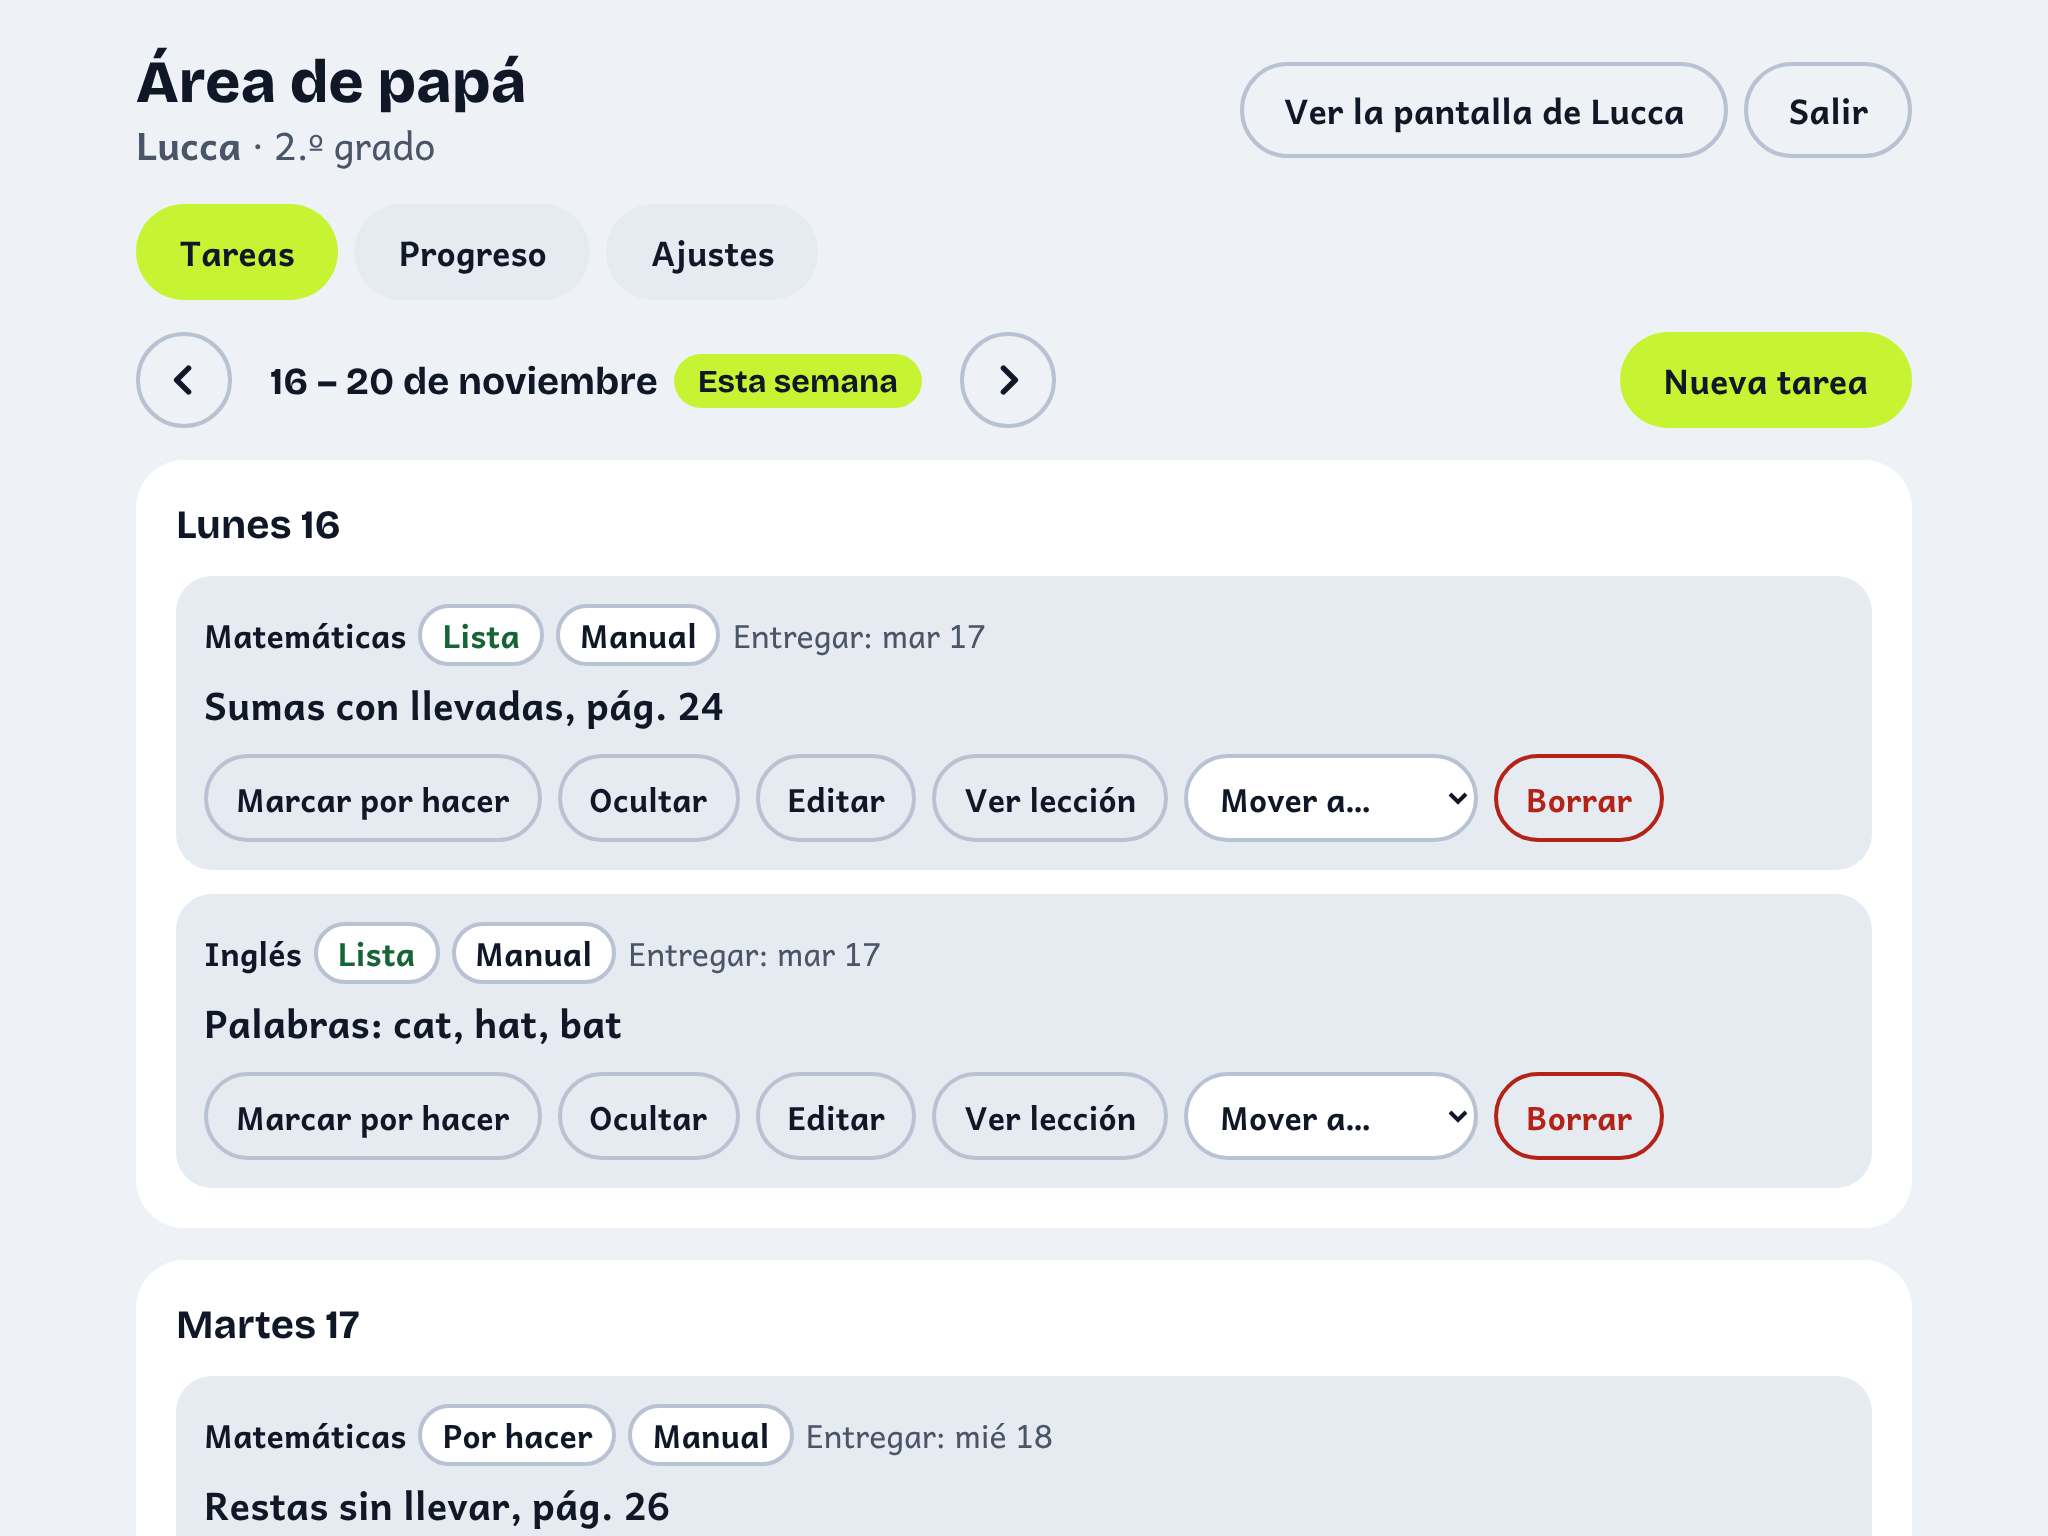 Área de papá
Lucca · 2.º grado
Ver la pantalla de Lucca
Salir
Tareas
Progreso
Ajustes
16 – 20 de noviembre
Esta semana
Nueva tarea
Lunes 16
Matemáticas Lista Manual Entregar: mar 17
Sumas con llevadas, pág. 24
Marcar por hacer Ocultar Editar Ver lección Mover a... Borrar
Inglés Lista Manual Entregar: mar 17
Palabras: cat, hat, bat
Marcar por hacer Ocultar Editar Ver lección Mover a... Borrar
Martes 17
Matemáticas Por hacer Manual Entregar: mié 18
Restas sin llevar, pág. 26